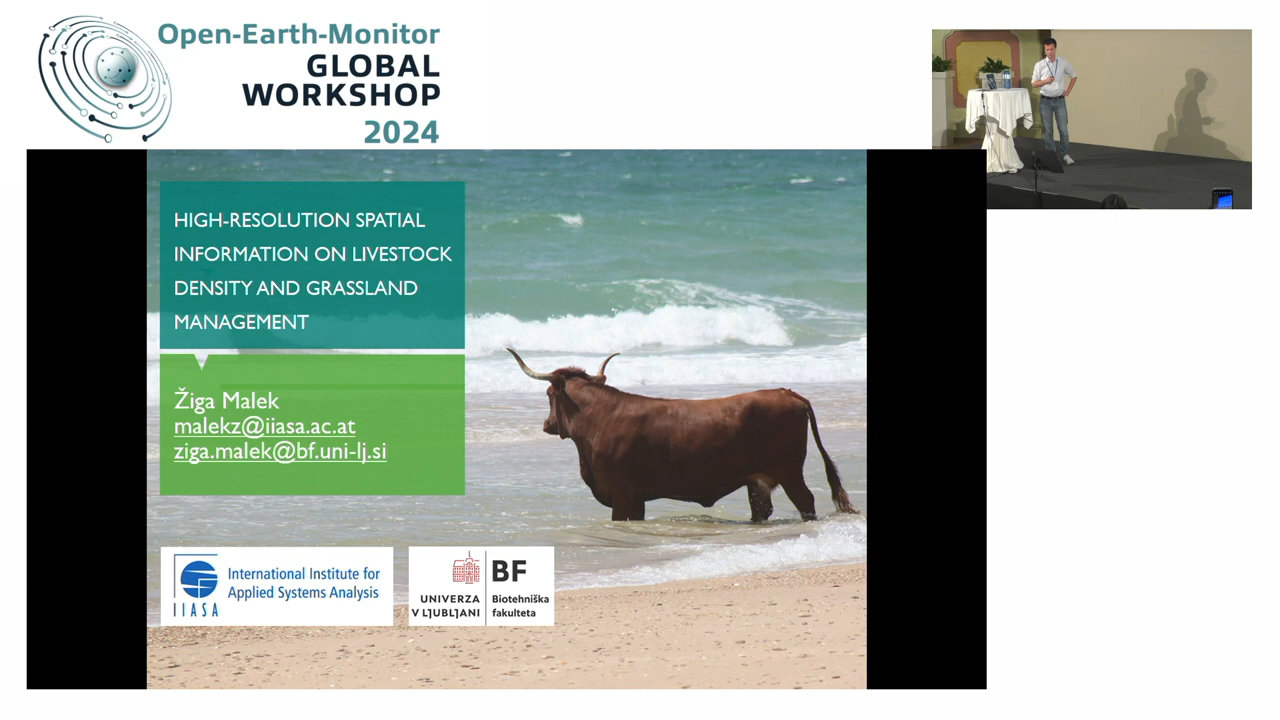 Open-Earth-Monitor
GLOBAL
WORKSHOP
2024
HIGH-RESOLUTION SPATIAL
INFORMATION ON LIVESTOCK
DENSITY AND GRASSLAND
MANAGEMENT
Žiga Malek
malekz@iiasa.ac.at
ziga.malek@bf.uni-lj.si
IIASA
International Institute for
Applied Systems Analysis
UNIVERZA
V LJUBLJANI
BF
Biotehniška
fakulteta